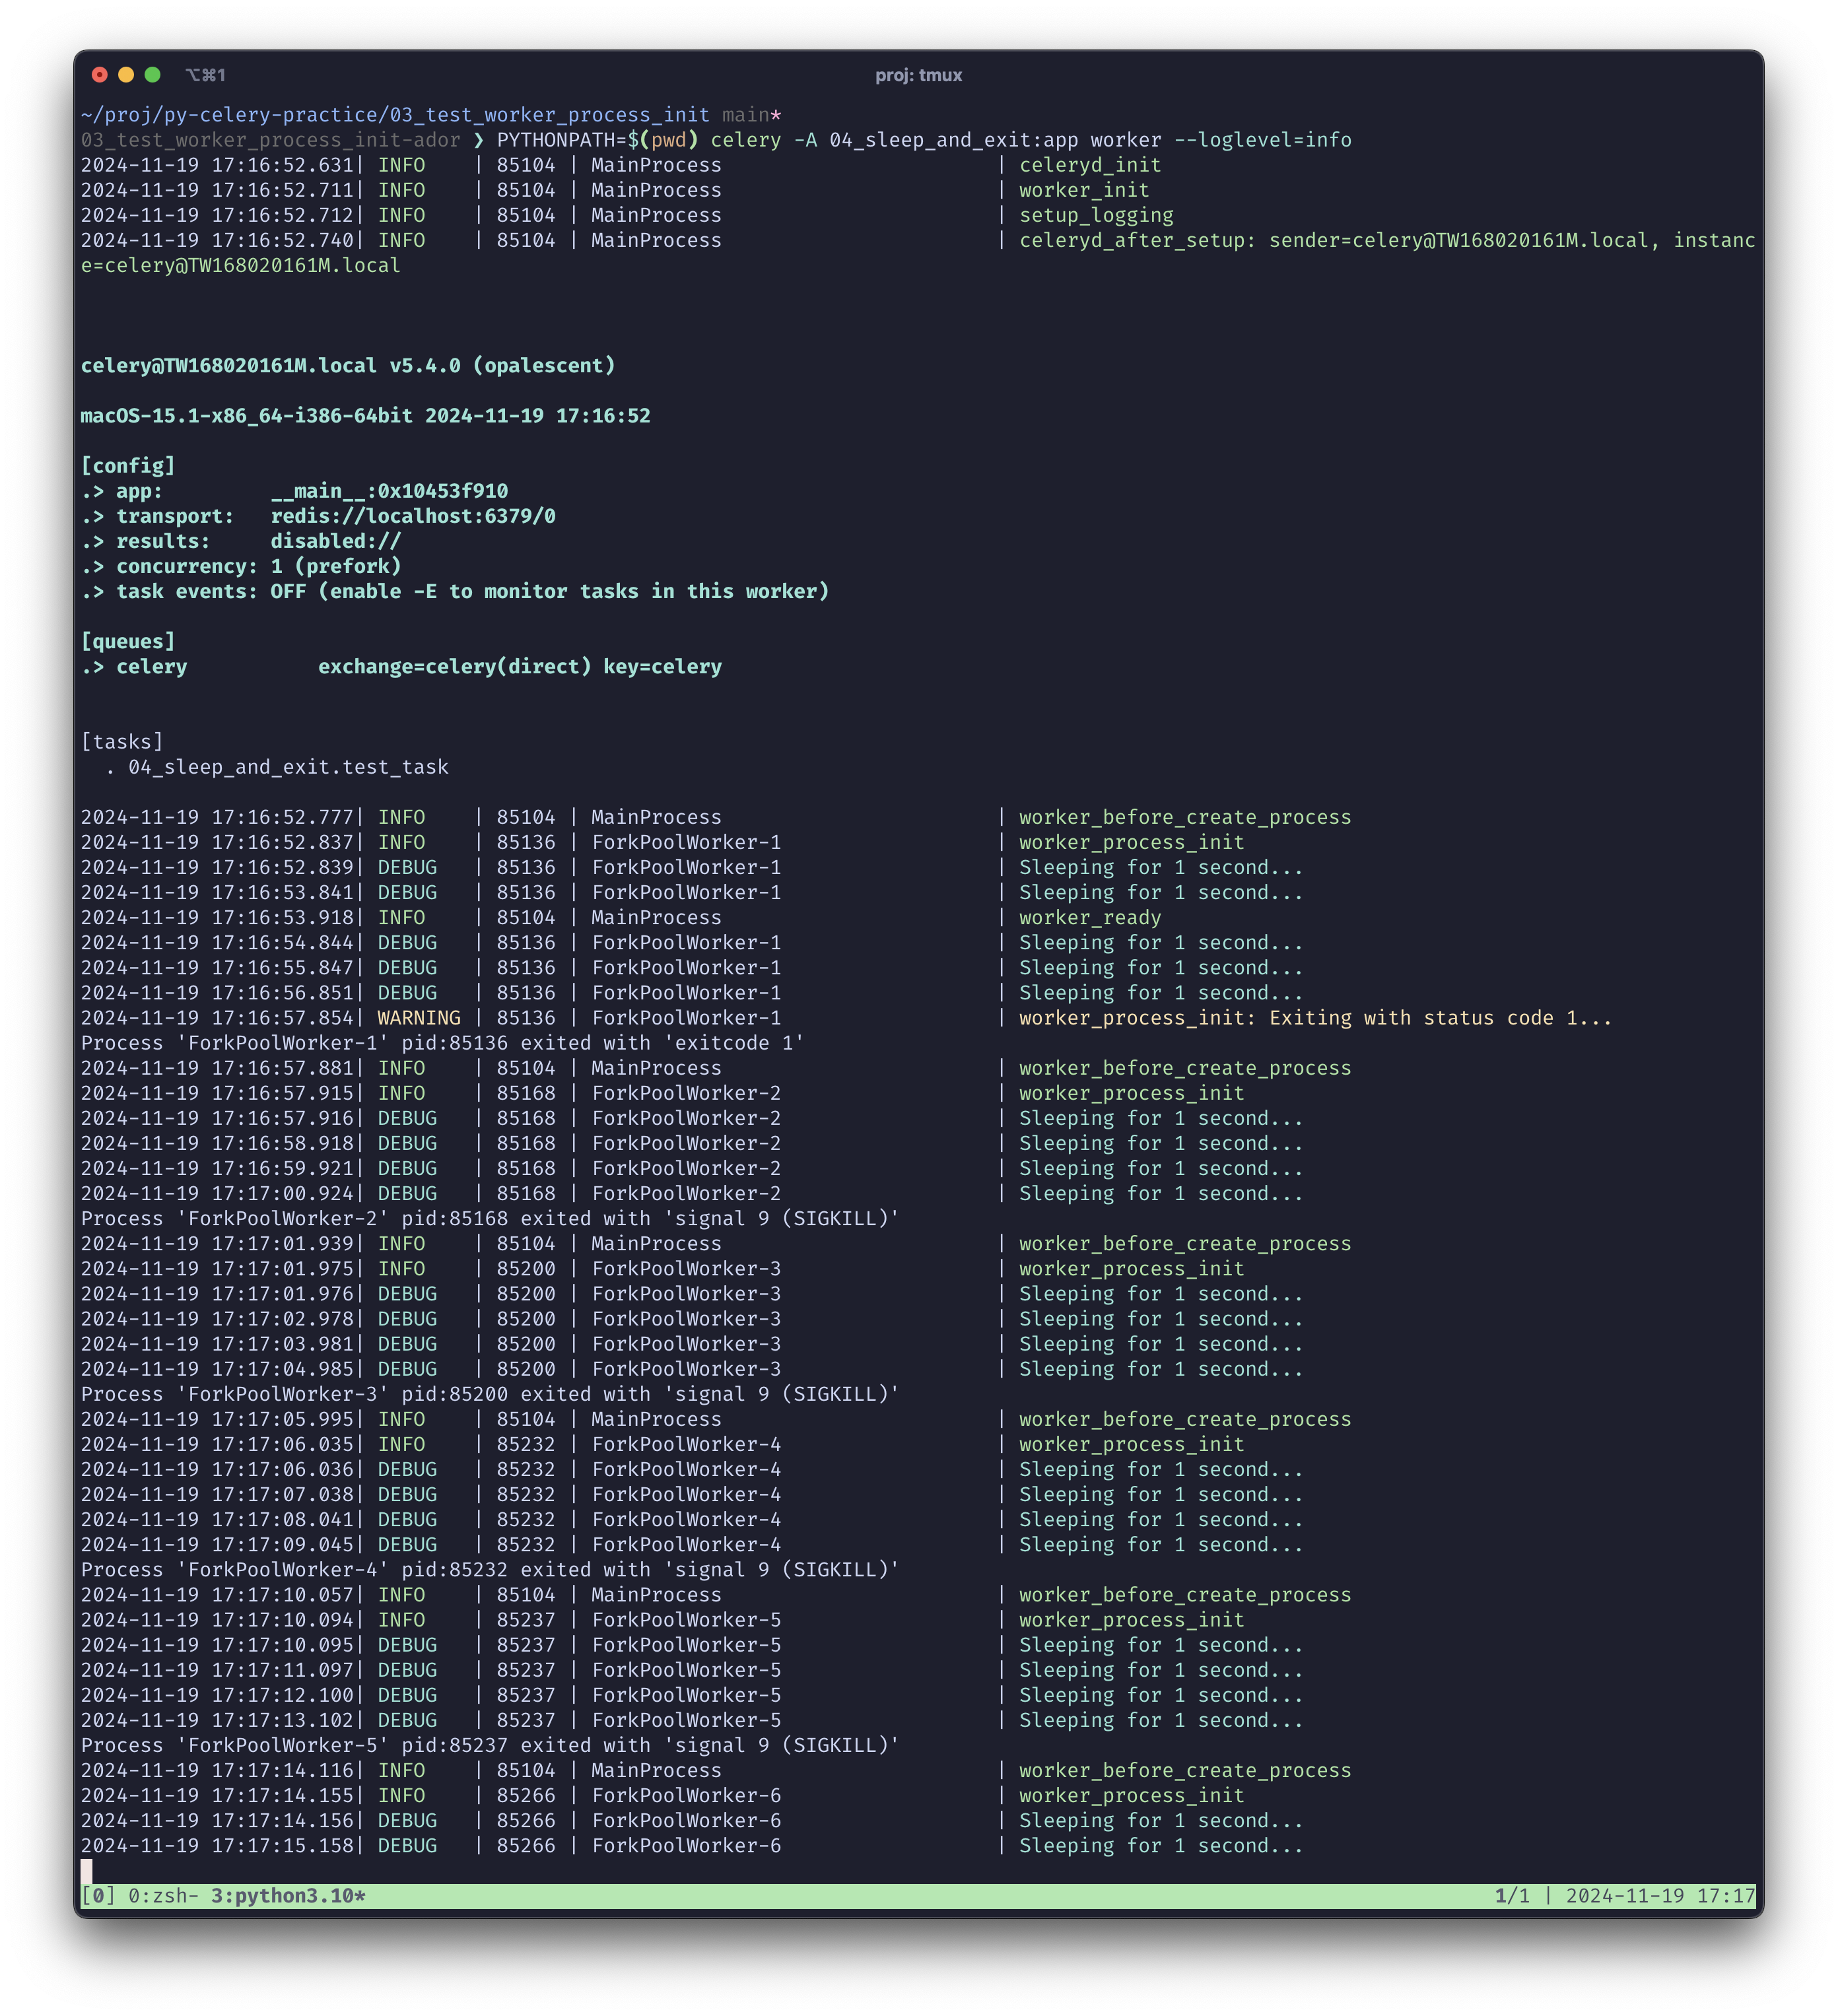 ⌥⌘1
proj: tmux
~/proj/py-celery-practice/03_test_worker_process_init main*
03_test_worker_process_init-ador ❯ PYTHONPATH=$(pwd) celery -A 04_sleep_and_exit:app worker --loglevel=info
2024-11-19 17:16:52.631| INFO    | 85104 | MainProcess                       | celeryd_init
2024-11-19 17:16:52.711| INFO    | 85104 | MainProcess                       | worker_init
2024-11-19 17:16:52.712| INFO    | 85104 | MainProcess                       | setup_logging
2024-11-19 17:16:52.740| INFO    | 85104 | MainProcess                       | celeryd_after_setup: sender=celery@TW168020161M.local, instanc
e=celery@TW168020161M.local
celery@TW168020161M.local v5.4.0 (opalescent)
macOS-15.1-x86_64-i386-64bit 2024-11-19 17:16:52
[config]
.> app:         __main__:0x10453f910
.> transport:   redis://localhost:6379/0
.> results:     disabled://
.> concurrency: 1 (prefork)
.> task events: OFF (enable -E to monitor tasks in this worker)
[queues]
.> celery           exchange=celery(direct) key=celery
[tasks]
  . 04_sleep_and_exit.test_task
2024-11-19 17:16:52.777| INFO    | 85104 | MainProcess                       | worker_before_create_process
2024-11-19 17:16:52.837| INFO    | 85136 | ForkPoolWorker-1                  | worker_process_init
2024-11-19 17:16:52.839| DEBUG   | 85136 | ForkPoolWorker-1                  | Sleeping for 1 second...
2024-11-19 17:16:53.841| DEBUG   | 85136 | ForkPoolWorker-1                  | Sleeping for 1 second...
2024-11-19 17:16:53.918| INFO    | 85104 | MainProcess                       | worker_ready
2024-11-19 17:16:54.844| DEBUG   | 85136 | ForkPoolWorker-1                  | Sleeping for 1 second...
2024-11-19 17:16:55.847| DEBUG   | 85136 | ForkPoolWorker-1                  | Sleeping for 1 second...
2024-11-19 17:16:56.851| DEBUG   | 85136 | ForkPoolWorker-1                  | Sleeping for 1 second...
2024-11-19 17:16:57.854| WARNING | 85136 | ForkPoolWorker-1                  | worker_process_init: Exiting with status code 1...
Process 'ForkPoolWorker-1' pid:85136 exited with 'exitcode 1'
2024-11-19 17:16:57.881| INFO    | 85104 | MainProcess                       | worker_before_create_process
2024-11-19 17:16:57.915| INFO    | 85168 | ForkPoolWorker-2                  | worker_process_init
2024-11-19 17:16:57.916| DEBUG   | 85168 | ForkPoolWorker-2                  | Sleeping for 1 second...
2024-11-19 17:16:58.918| DEBUG   | 85168 | ForkPoolWorker-2                  | Sleeping for 1 second...
2024-11-19 17:16:59.921| DEBUG   | 85168 | ForkPoolWorker-2                  | Sleeping for 1 second...
2024-11-19 17:17:00.924| DEBUG   | 85168 | ForkPoolWorker-2                  | Sleeping for 1 second...
Process 'ForkPoolWorker-2' pid:85168 exited with 'signal 9 (SIGKILL)'
2024-11-19 17:17:01.939| INFO    | 85104 | MainProcess                       | worker_before_create_process
2024-11-19 17:17:01.975| INFO    | 85200 | ForkPoolWorker-3                  | worker_process_init
2024-11-19 17:17:01.976| DEBUG   | 85200 | ForkPoolWorker-3                  | Sleeping for 1 second...
2024-11-19 17:17:02.978| DEBUG   | 85200 | ForkPoolWorker-3                  | Sleeping for 1 second...
2024-11-19 17:17:03.981| DEBUG   | 85200 | ForkPoolWorker-3                  | Sleeping for 1 second...
2024-11-19 17:17:04.985| DEBUG   | 85200 | ForkPoolWorker-3                  | Sleeping for 1 second...
Process 'ForkPoolWorker-3' pid:85200 exited with 'signal 9 (SIGKILL)'
2024-11-19 17:17:05.995| INFO    | 85104 | MainProcess                       | worker_before_create_process
2024-11-19 17:17:06.035| INFO    | 85232 | ForkPoolWorker-4                  | worker_process_init
2024-11-19 17:17:06.036| DEBUG   | 85232 | ForkPoolWorker-4                  | Sleeping for 1 second...
2024-11-19 17:17:07.038| DEBUG   | 85232 | ForkPoolWorker-4                  | Sleeping for 1 second...
2024-11-19 17:17:08.041| DEBUG   | 85232 | ForkPoolWorker-4                  | Sleeping for 1 second...
2024-11-19 17:17:09.045| DEBUG   | 85232 | ForkPoolWorker-4                  | Sleeping for 1 second...
Process 'ForkPoolWorker-4' pid:85232 exited with 'signal 9 (SIGKILL)'
2024-11-19 17:17:10.057| INFO    | 85104 | MainProcess                       | worker_before_create_process
2024-11-19 17:17:10.094| INFO    | 85237 | ForkPoolWorker-5                  | worker_process_init
2024-11-19 17:17:10.095| DEBUG   | 85237 | ForkPoolWorker-5                  | Sleeping for 1 second...
2024-11-19 17:17:11.097| DEBUG   | 85237 | ForkPoolWorker-5                  | Sleeping for 1 second...
2024-11-19 17:17:12.100| DEBUG   | 85237 | ForkPoolWorker-5                  | Sleeping for 1 second...
2024-11-19 17:17:13.102| DEBUG   | 85237 | ForkPoolWorker-5                  | Sleeping for 1 second...
Process 'ForkPoolWorker-5' pid:85237 exited with 'signal 9 (SIGKILL)'
2024-11-19 17:17:14.116| INFO    | 85104 | MainProcess                       | worker_before_create_process
2024-11-19 17:17:14.155| INFO    | 85266 | ForkPoolWorker-6                  | worker_process_init
2024-11-19 17:17:14.156| DEBUG   | 85266 | ForkPoolWorker-6                  | Sleeping for 1 second...
2024-11-19 17:17:15.158| DEBUG   | 85266 | ForkPoolWorker-6                  | Sleeping for 1 second...
[0] 0:zsh- 3:python3.10*                    1/1 | 2024-11-19 17:17